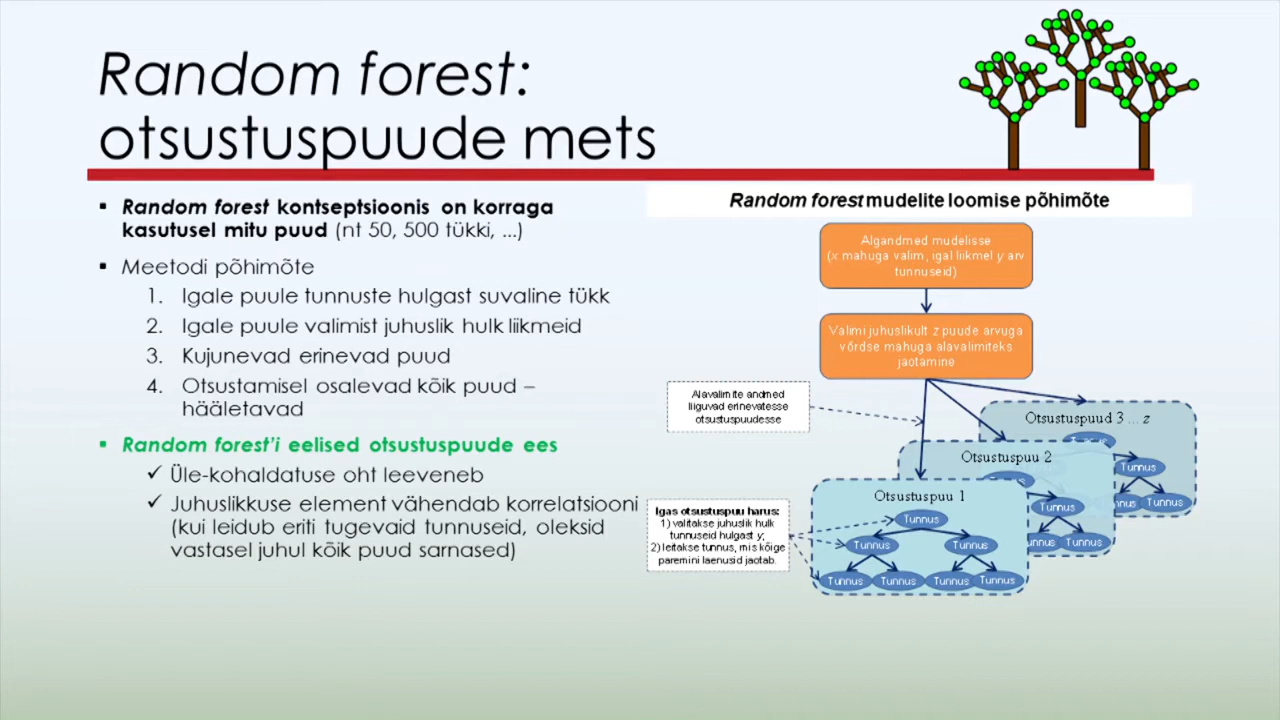 Random forest:
otsustuspuude mets
▪ Random forest kontseptsioonis on korraga
kasutusel mitu puud (nt 50, 500 tükki, ...)
▪ Meetodi põhimõte
1. Igale puule tunnuste hulgast suvaline tükk
2. Igale puule valimist juhuslik hulk liikmeid
3. Kujunevad erinevad puud
4. Otsustamisel osalevad kõik puud –
hääletavad
▪ Random forest'i eelised otsustuspuude ees
✓ Üle-kohaldatuse oht leeveneb
✓ Juhuslikkuse element vähendab korrelatsiooni
(kui leidub eriti tugevaid tunnuseid, oleksid
vastasel juhul kõik puud sarnased)
Random forest mudelite loomise põhimõte
Algandmed mudelisse
(x mahuga valim, igal liikmel y arv
tunnuseid)
Valimi juhuslikult z puude arvuga
võrdse mahuga alavalimiteks
jaotamine
Alavalimite andmed
liiguvad erinevatesse
otsustuspuudesse
Otsustuspuud 3 ... z
Tunnus
Tunnus
Otsustuspuu 2
Tunnus
Tunnus
Otsustuspuu 1
Tunnus
Tunnus Tunnus
Tunnus Tunnus Tunnus Tunnus
Igas otsustuspuu harus:
1) valitakse juhuslik hulk
tunnuseid hulgast y;
2) leitakse tunnus, mis kõige
paremini laenusid jaotab.